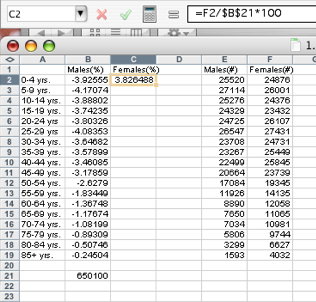 C2 = =F2/$B$21*100
1.
A B C D E F G
1 Males(%) Females(%) Males(#) Females(#)
2 0-4 yrs. -3.92555 3.826488 25520 24876
3 5-9 yrs. -4.17074 27114 26001
4 10-14 yrs. -3.88802 25276 24376
5 15-19 yrs. -3.74235 24329 23432
6 20-24 yrs. -3.80326 24725 26107
7 25-29 yrs. -4.08353 26547 27431
8 30-34 yrs. -3.64682 23708 24731
9 35-39 yrs. -3.57899 23267 25449
10 40-44 yrs. -3.46085 22499 25845
11 45-49 yrs. -3.17859 20664 23739
12 50-54 yrs. -2.6279 17084 19345
13 55-59 yrs. -1.83449 11926 14135
14 60-64 yrs. -1.36748 8890 12058
15 65-69 yrs. -1.17674 7650 11065
16 70-74 yrs. -1.08199 7034 10981
17 75-79 yrs. -0.89309 5806 9744
18 80-84 yrs. -0.50746 3299 6627
19 85+ yrs. -0.24504 1593 4032
20
21 650100
22
23